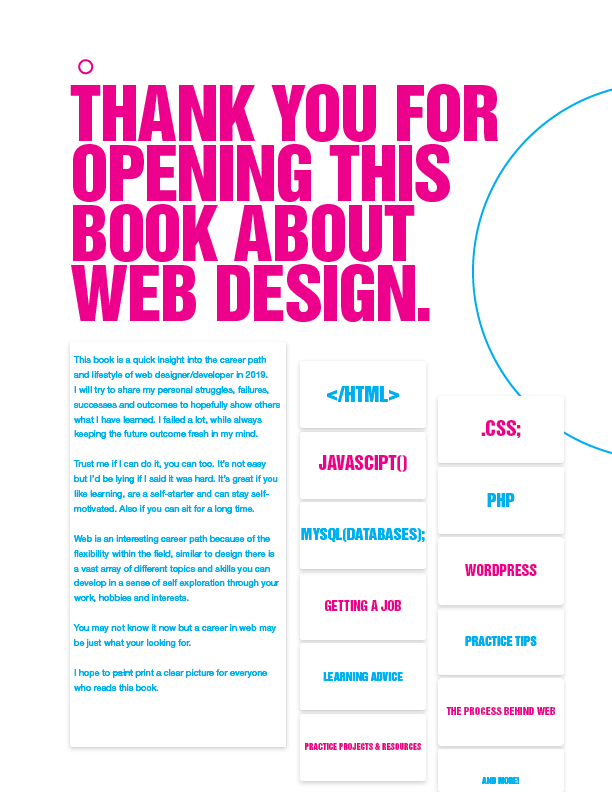 THANK YOU FOR
OPENING THIS
BOOK ABOUT
WEB DESIGN.
This book is a quick insight into the career path
and lifestyle of web designer/developer in 2019.
I will try to share my personal struggles, failures,
successes and outcomes to hopefully show others
what I have learned. I failed a lot, while always
keeping the future outcome fresh in my mind.
Trust me if I can do it, you can too. It's not easy
but I'd be lying if I said it was hard. It's great if you
like learning, are a self-starter and can stay self-
motivated. Also if you can sit for a long time.
Web is an interesting career path because of the
flexibility within the field, similar to design there is
a vast array of different topics and skills you can
develop in a sense of self exploration through your
work, hobbies and interests.
You may not know it now but a career in web may
be just what your looking for.
I hope to paint print a clear picture for everyone
who reads this book.
</HTML>
JAVASCIPT()
MYSQL(DATABASES);
GETTING A JOB
LEARNING ADVICE
PRACTICE PROJECTS & RESOURCES
.CSS;
PHP
WORDPRESS
PRACTICE TIPS
THE PROCESS BEHIND WEB
AND MORE!